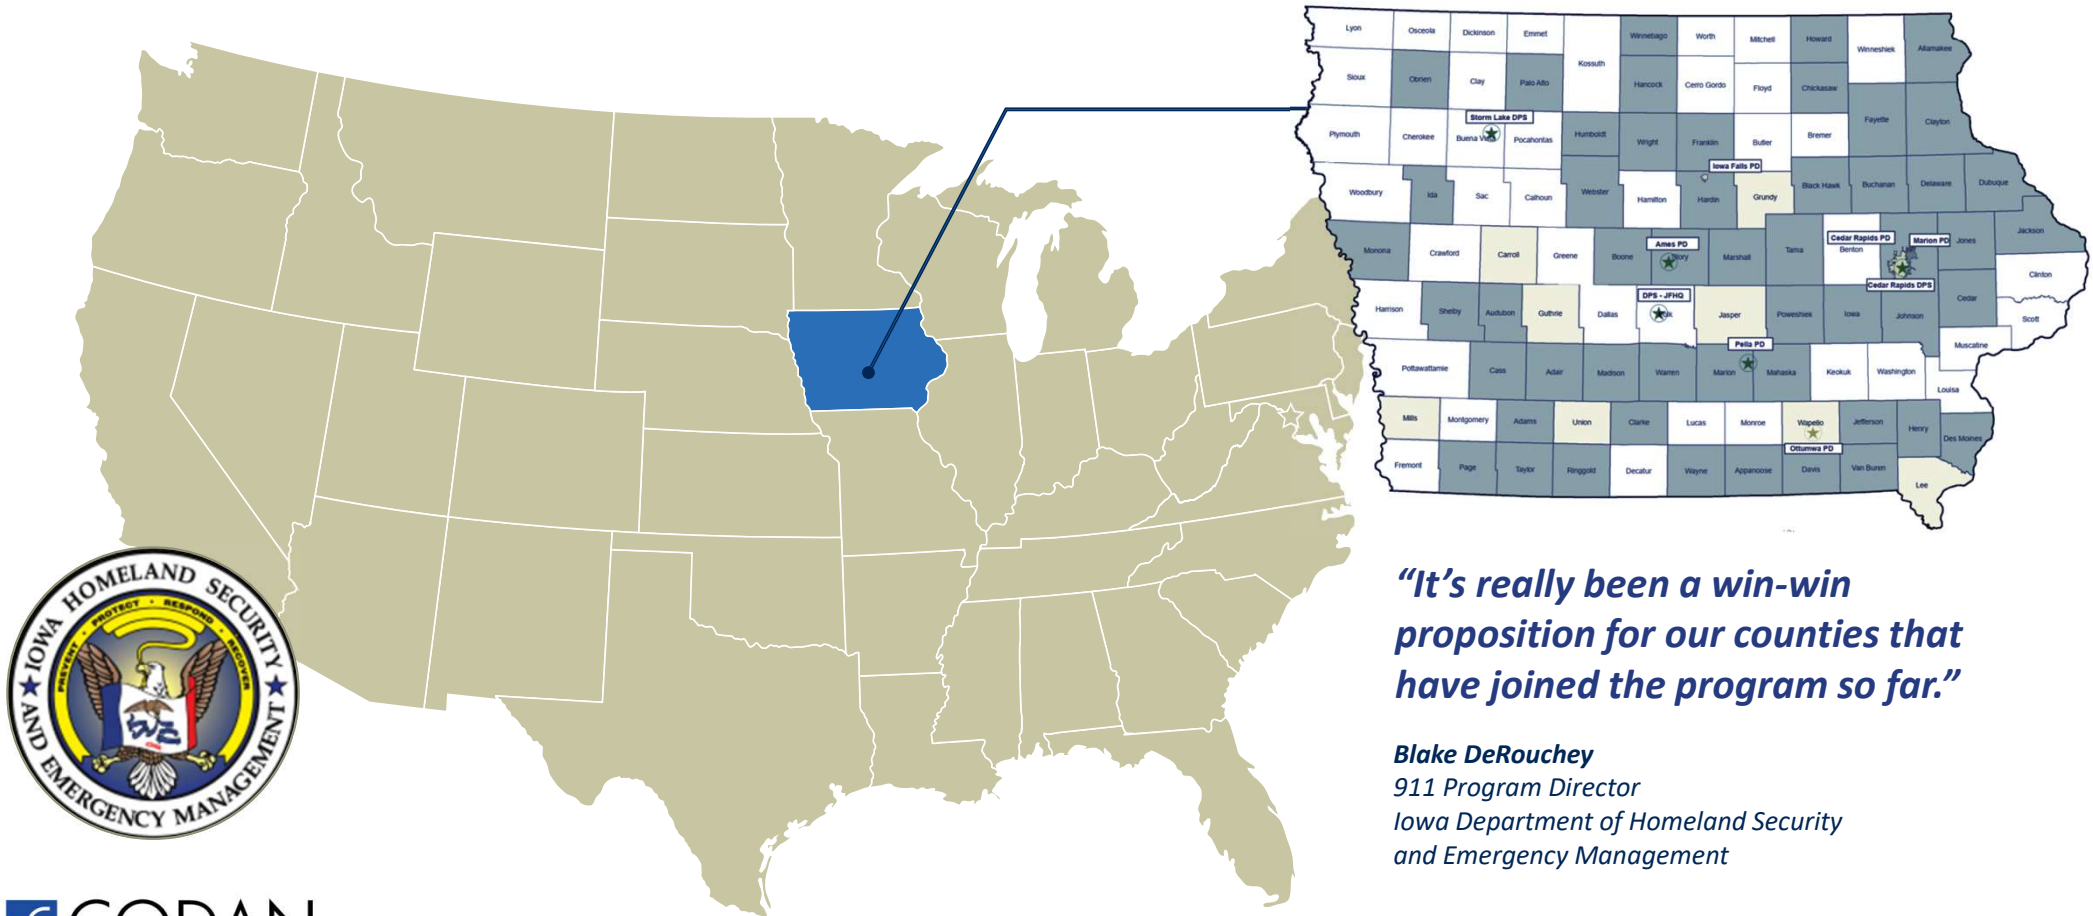 Lyon
Osceola
Dickinson
Emmet
Kossuth
Winnebago
Worth
Mitchell
Howard
Winneshiek
Allamakee
Sioux
Obrien
Clay
Palo Alto
Hancock
Cerro Gordo
Floyd
Chickasaw
Storm Lake DPS
Plymouth
Cherokee
Buena
Pocahontas
Humboldt
Wright
Franklin
Butler
Bremer
Fayette
Clayton
Iowa Falls PD
Woodbury
Ida
Sac
Calhoun
Webster
Hamilton
Hardin
Grundy
Black Hawk
Buchanan
Delaware
Dubuque
Monona
Crawford
Carroll
Greene
Boone
Ames PD
Marshall
Tama
Cedar Rapids PD
Benton
Marion PD
Jones
Jackson
Cedar Rapids DPS
Clinton
Harrison
Shelby
Audubon
Guthrie
Dallas
DPS - JFHQ
Jasper
Poweshiek
Iowa
Johnson
Cedar
Scott
Pella PD
Muscatine
Pottawattamie
Cass
Adair
Madison
Warren
Marion
Mahaska
Keokuk
Washington
Louisa
Mills
Montgomery
Adams
Union
Clarke
Lucas
Monroe
Wapello
Jefferson
Henry
Des Moines
Ottumwa PD
Fremont
Page
Taylor
Ringgold
Decatur
Wayne
Appanoose
Davis
Van Buren
Lee
IOWA HOMELAND SECURITY
AND EMERGENCY MANAGEMENT
PREVENT · PROTECT · RESPOND · RECOVER
“It’s really been a win-win
proposition for our counties that
have joined the program so far.”
Blake DeRouchey
911 Program Director
Iowa Department of Homeland Security
and Emergency Management
CODAN